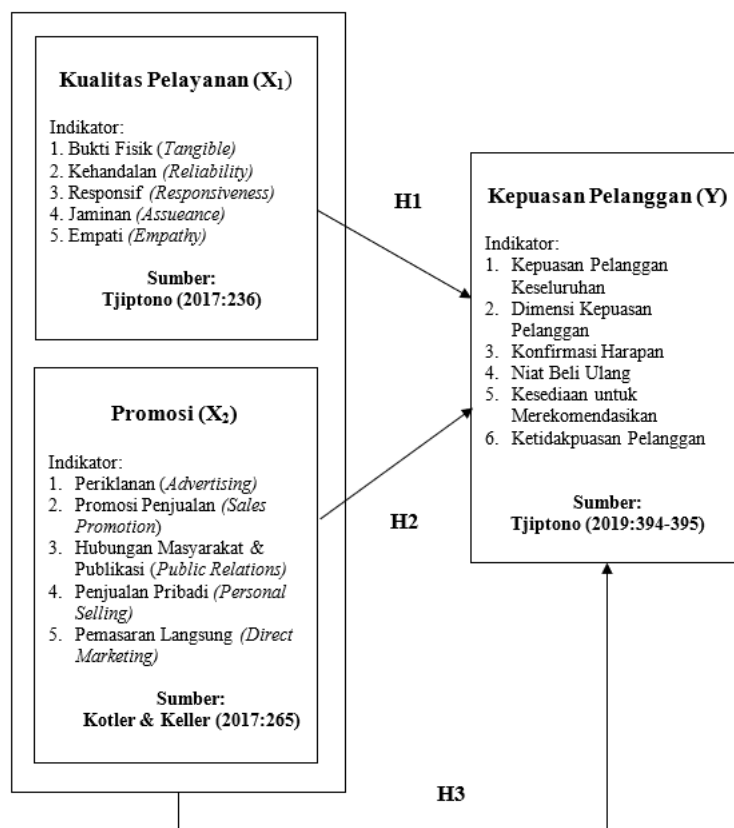 Kualitas Pelayanan (X₁)
Indikator:
1. Bukti Fisik (Tangible)
2. Kehandalan (Reliability)
3. Responsif (Responsiveness)
4. Jaminan (Assueance)
5. Empati (Empathy)
Sumber:
Tjiptono (2017:236)
Promosi (X₂)
Indikator:
1. Periklanan (Advertising)
2. Promosi Penjualan (Sales
Promotion)
3. Hubungan Masyarakat &
Publikasi (Public Relations)
4. Penjualan Pribadi (Personal
Selling)
5. Pemasaran Langsung (Direct
Marketing)
Sumber:
Kotler & Keller (2017:265)
H1
H2
Kepuasan Pelanggan (Y)
Indikator:
1. Kepuasan Pelanggan
Keseluruhan
2. Dimensi Kepuasan
Pelanggan
3. Konfirmasi Harapan
4. Niat Beli Ulang
5. Kesediaan untuk
Merekomendasikan
6. Ketidakpuasan Pelanggan
Sumber:
Tjiptono (2019:394-395)
H3